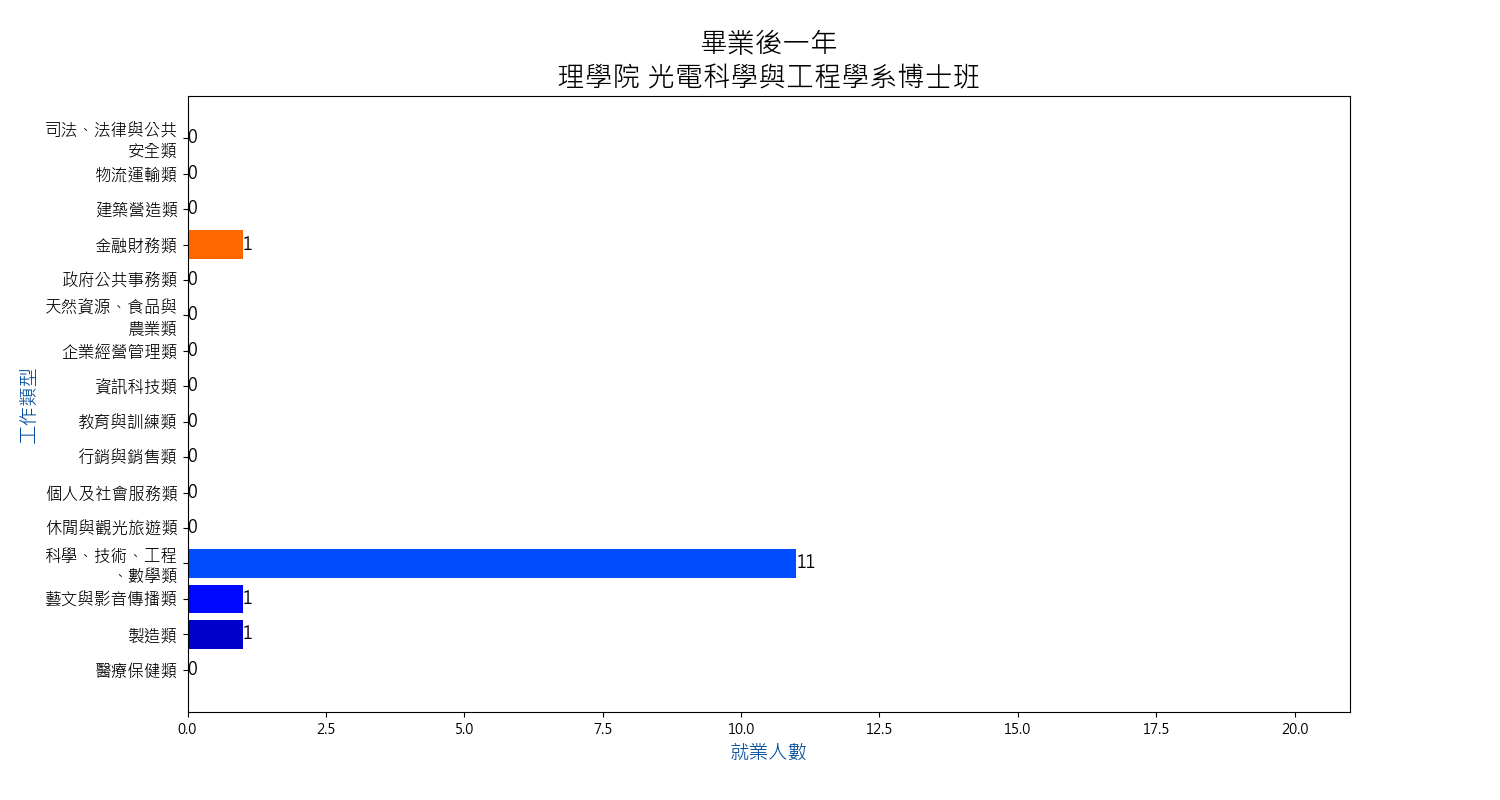 畢業後一年
理學院 光電科學與工程學系博士班
司法、法律與公共
安全類
0
物流運輸類
0
建築營造類
0
金融財務類
1
政府公共事務類
0
天然資源、食品與
農業類
0
企業經營管理類
0
資訊科技類
0
教育與訓練類
0
行銷與銷售類
0
個人及社會服務類
0
休閒與觀光旅遊類
0
科學、技術、工程
、數學類
11
藝文與影音傳播類
1
製造類
1
醫療保健類
0
工作類型
0.0
2.5
5.0
7.5
10.0
12.5
15.0
17.5
20.0
就業人數